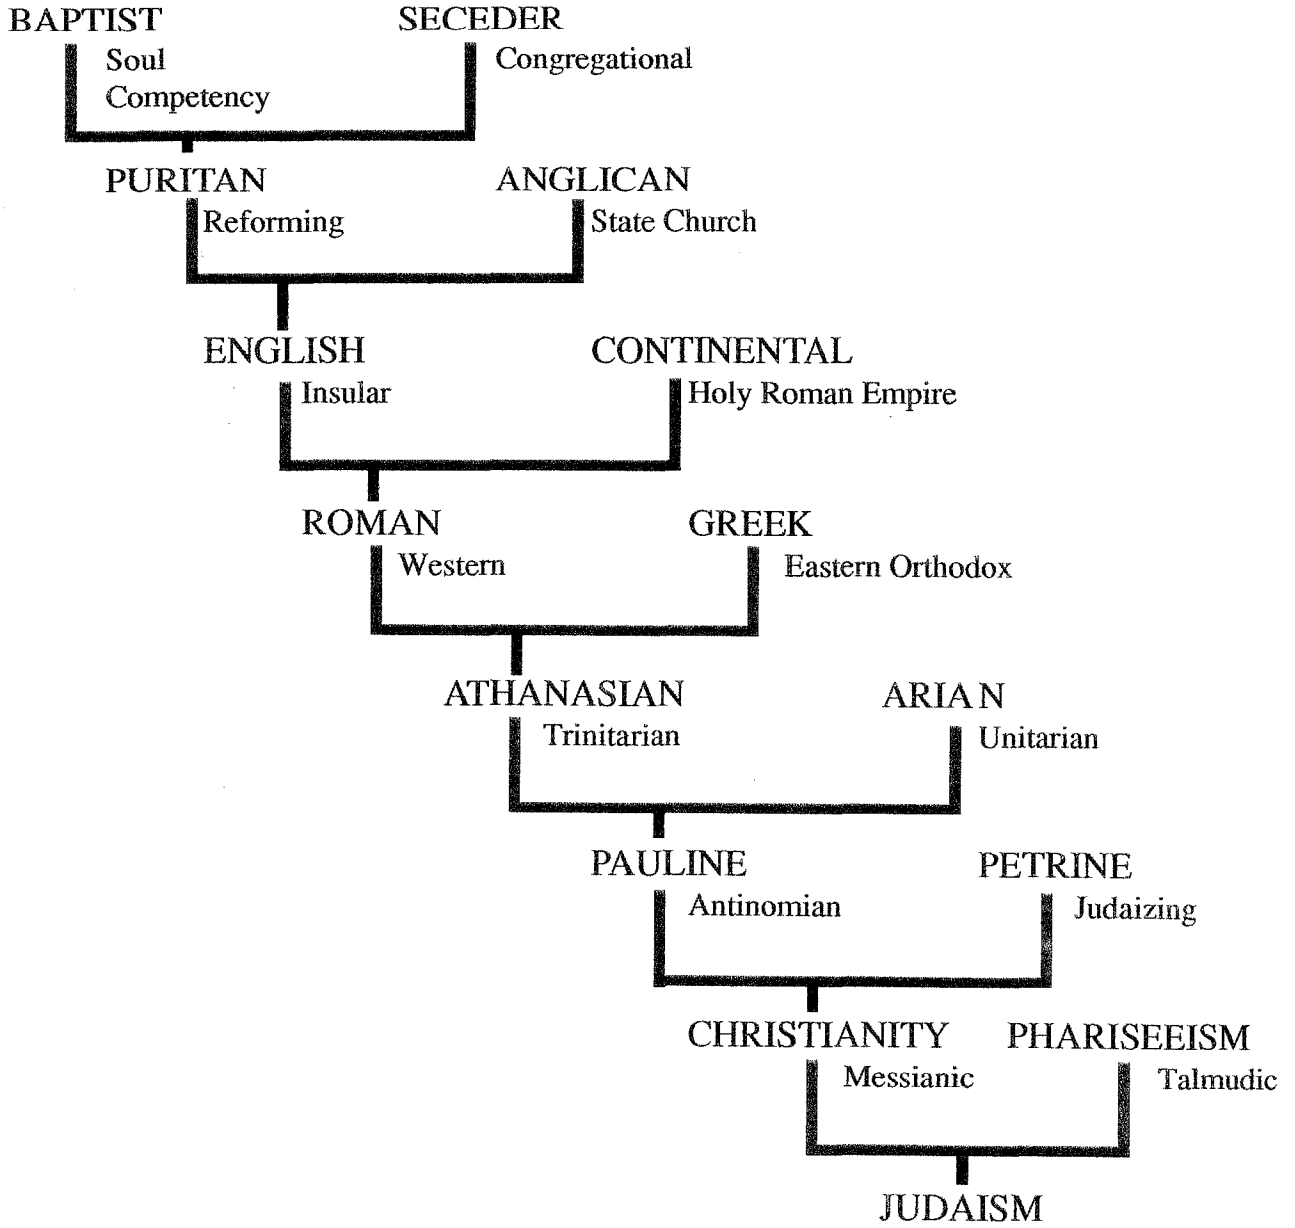 BAPTIST SECEDER
Soul Congregational
Competency
PURITAN ANGLICAN
Reforming State Church
ENGLISH CONTINENTAL
Insular Holy Roman Empire
ROMAN GREEK
Western Eastern Orthodox
ATHANASIAN ARIAN
Trinitarian Unitarian
PAULINE PETRINE
Antinomian Judaizing
CHRISTIANITY PHARISEEISM
Messianic Talmudic
JUDAISM